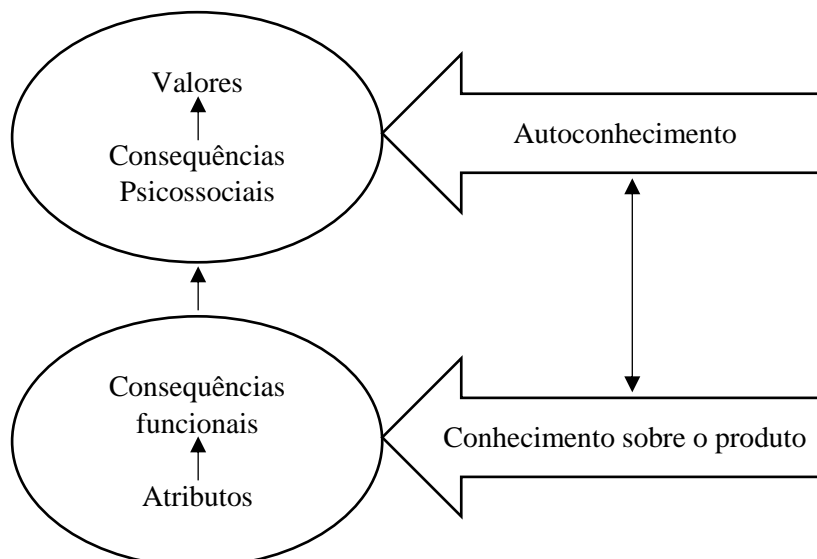 Valores
Consequências
Psicossociais
Autoconhecimento
Consequências
funcionais
Atributos
Conhecimento sobre o produto